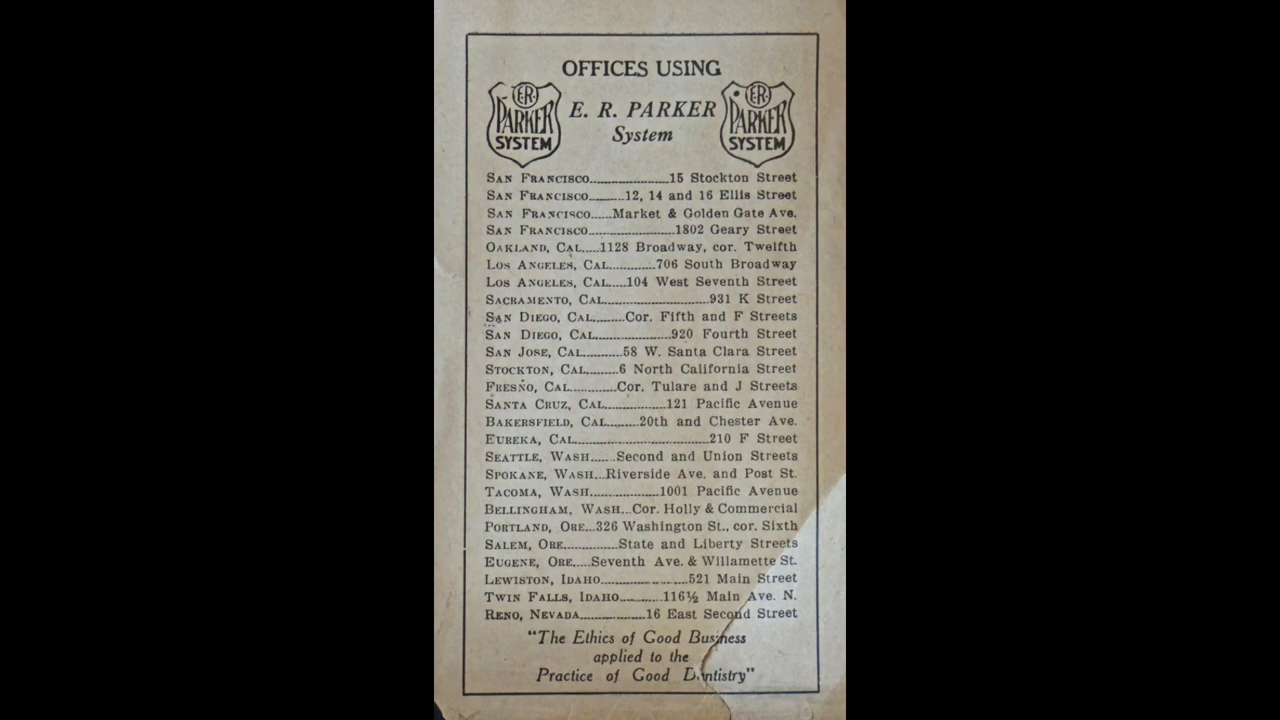 OFFICES USING
E. R. PARKER
System
E.R.
PARKER
SYSTEM
E.R.
PARKER
SYSTEM
SAN FRANCISCO....................15 Stockton Street
SAN FRANCISCO.........12, 14 and 16 Ellis Street
SAN FRANCISCO.....Market & Golden Gate Ave.
SAN FRANCISCO......................1802 Geary Street
OAKLAND, CAL.....1128 Broadway, cor. Twelfth
LOS ANGELES, CAL............706 South Broadway
LOS ANGELES, CAL.....104 West Seventh Street
SACRAMENTO, CAL...........................931 K Street
SAN DIEGO, CAL.........Cor. Fifth and F Streets
SAN DIEGO, CAL....................920 Fourth Street
SAN JOSE, CAL..........58 W. Santa Clara Street
STOCKTON, CAL.........6 North California Street
FRESNO, CAL............Cor. Tulare and J Streets
SANTA CRUZ, CAL................121 Pacific Avenue
BAKERSFIELD, CAL.........20th and Chester Ave.
EUREKA, CAL...................................210 F Street
SEATTLE, WASH......Second and Union Streets
SPOKANE, WASH...Riverside Ave. and Post St.
TACOMA, WASH..................1001 Pacific Avenue
BELLINGHAM, WASH...Cor. Holly & Commercial
PORTLAND, ORE...326 Washington St., cor. Sixth
SALEM, ORE..............State and Liberty Streets
EUGENE, ORE.....Seventh Ave. & Willamette St.
LEWISTON, IDAHO......................521 Main Street
TWIN FALLS, IDAHO...........116½ Main Ave. N.
RENO, NEVADA.................16 East Second Street
"The Ethics of Good Business
applied to the
Practice of Good Dentistry"